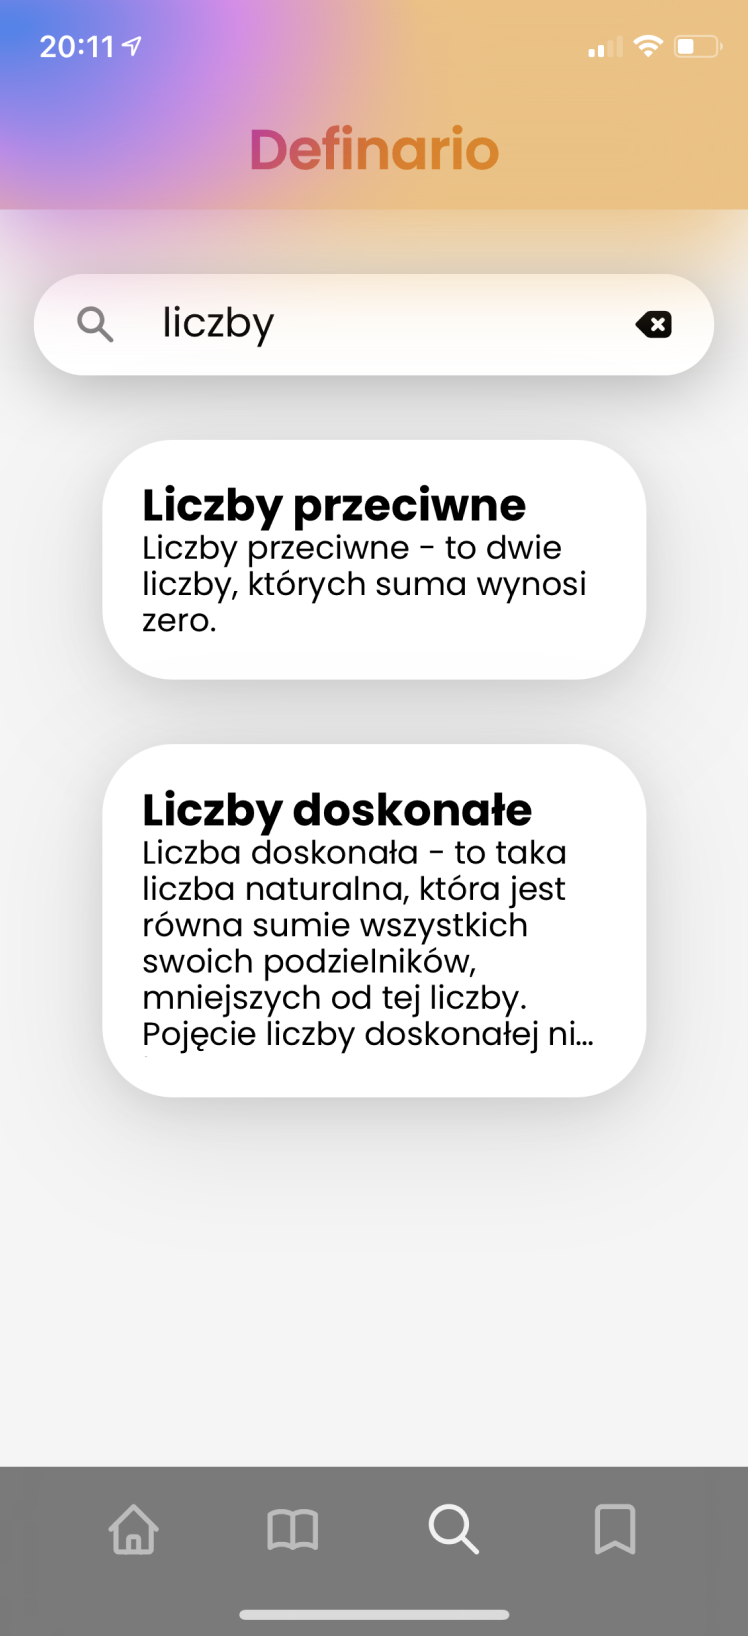 20:11
Definario
liczby
Liczby przeciwne
Liczby przeciwne - to dwie
liczby, których suma wynosi
zero.
Liczby doskonałe
Liczba doskonała - to taka
liczba naturalna, która jest
równa sumie wszystkich
swoich podzielników,
mniejszych od tej liczby.
Pojęcie liczby doskonałej ni...